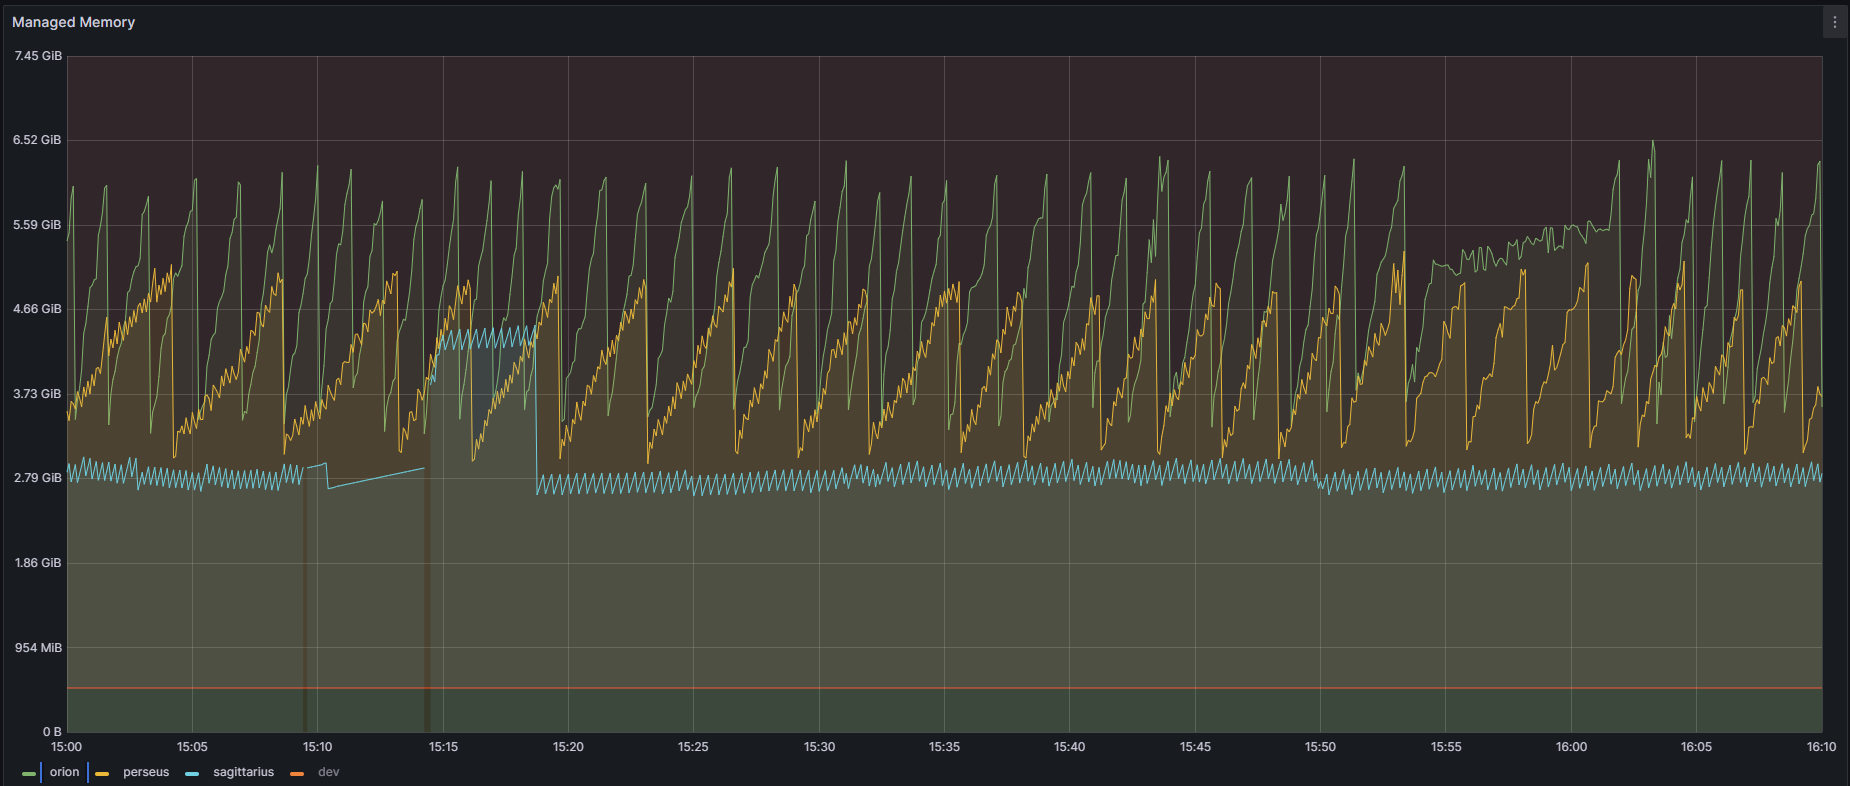 Managed Memory
7.45 GiB
6.52 GiB
5.59 GiB
4.66 GiB
3.73 GiB
2.79 GiB
1.86 GiB
954 MiB
0 B
15:00 15:05 15:10 15:15 15:20 15:25 15:30 15:35 15:40 15:45 15:50 15:55 16:00 16:05 16:10
orion perseus sagittarius dev